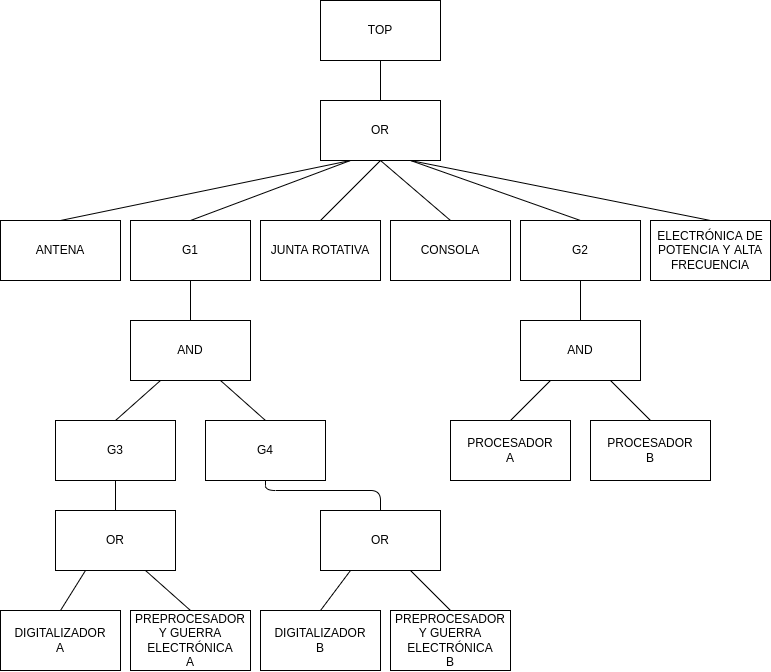 TOP
OR
ANTENA
G1
JUNTA ROTATIVA
CONSOLA
G2
ELECTRÓNICA DE
POTENCIA Y ALTA
FRECUENCIA
AND
AND
G3
G4
PROCESADOR
A
PROCESADOR
B
OR
OR
DIGITALIZADOR
A
PREPROCESADOR
Y GUERRA
ELECTRÓNICA
A
DIGITALIZADOR
B
PREPROCESADOR
Y GUERRA
ELECTRÓNICA
B